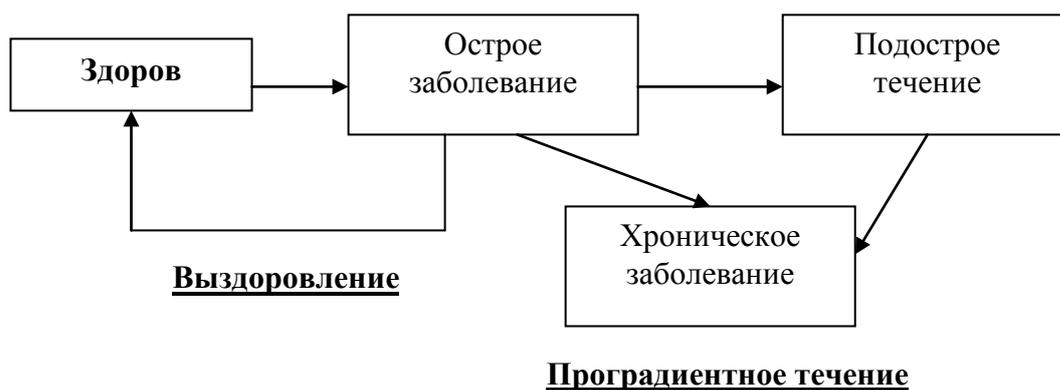 Здоров
Острое
заболевание
Подострое
течение
Хроническое
заболевание
Выздоровление
Проградиентное течение